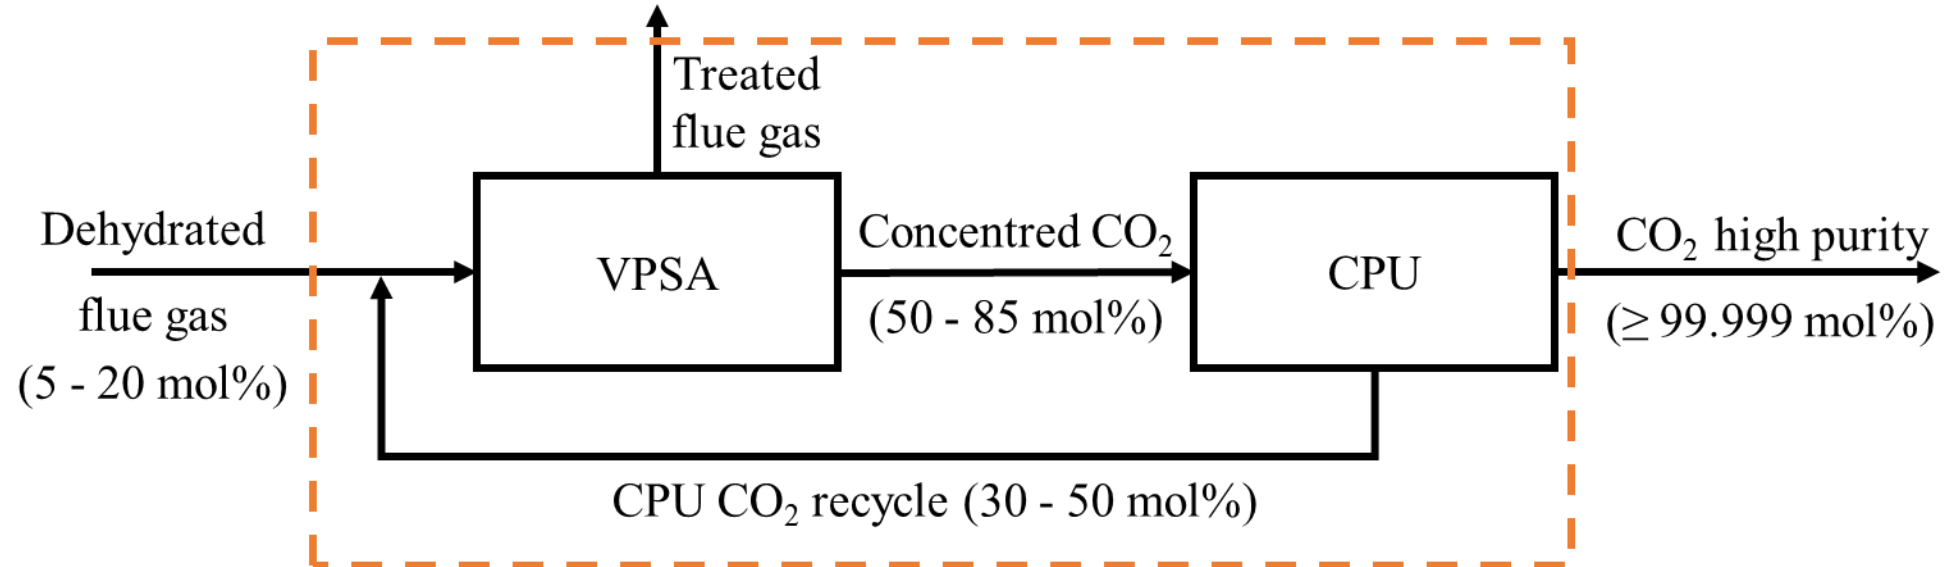 Treated
flue gas
Dehydrated
flue gas
(5 - 20 mol%)
VPSA
Concentred CO₂
(50 - 85 mol%)
CPU
CO₂ high purity
(≥ 99.999 mol%)
CPU CO₂ recycle (30 - 50 mol%)